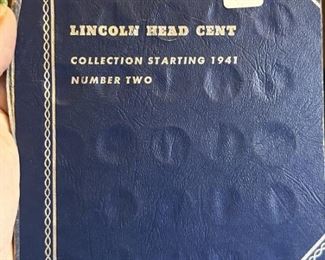 LINCOLN HEAD CENT
COLLECTION STARTING 1941
NUMBER TWO